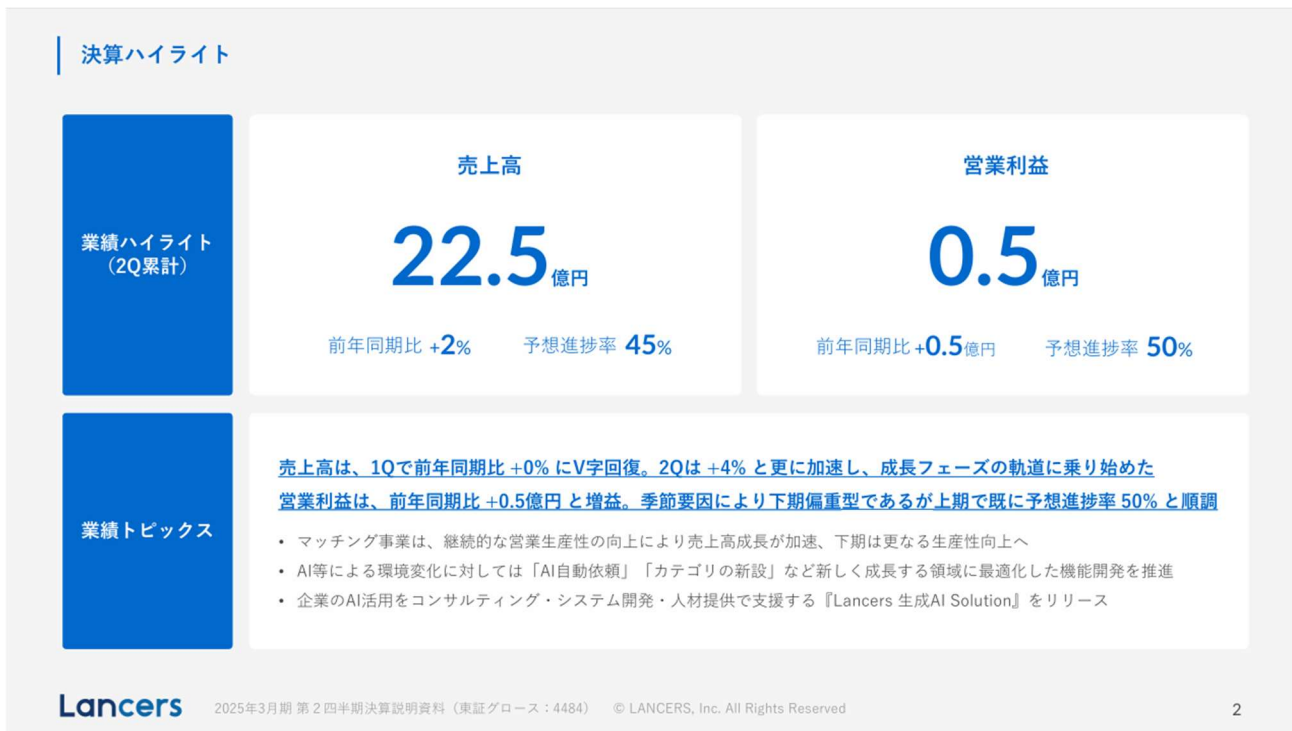 決算ハイライト
業績ハイライト
（2Q累計）
売上高
22.5億円
前年同期比 +2% 予想進捗率 45%
営業利益
0.5億円
前年同期比 +0.5億円 予想進捗率 50%
業績トピックス
売上高は、1Qで前年同期比 +0% にV字回復。2Qは +4% と更に加速し、成長フェーズの軌道に乗り始めた
営業利益は、前年同期比 +0.5億円 と増益。季節要因により下期偏重型であるが上期で既に予想進捗率 50% と順調
• マッチング事業は、継続的な営業生産性の向上により売上高成長が加速、下期は更なる生産性向上へ
• AI等による環境変化に対しては「AI自動依頼」「カテゴリの新設」など新しく成長する領域に最適化した機能開発を推進
• 企業のAI活用をコンサルティング・システム開発・人材提供で支援する『Lancers 生成AI Solution』をリリース
Lancers 2025年3月期 第２四半期決算説明資料（東証グロース：4484） © LANCERS, Inc. All Rights Reserved 2